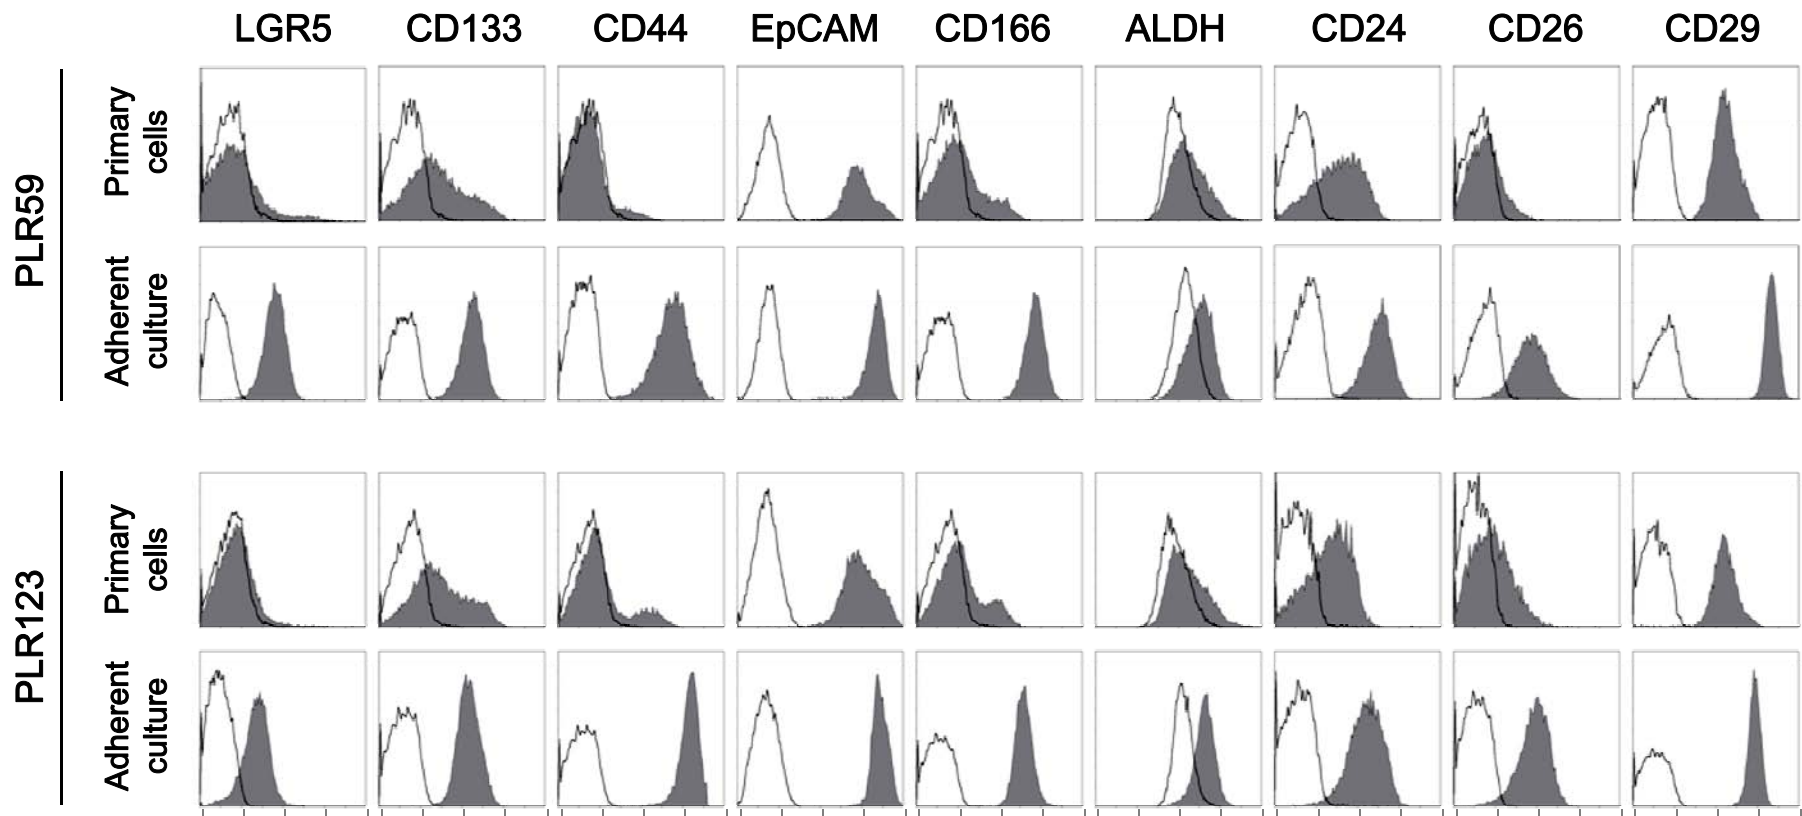 LGR5 CD133 CD44 EpCAM CD166 ALDH CD24 CD26 CD29
PLR59
Primary
cells
Adherent
culture
PLR123
Primary
cells
Adherent
culture